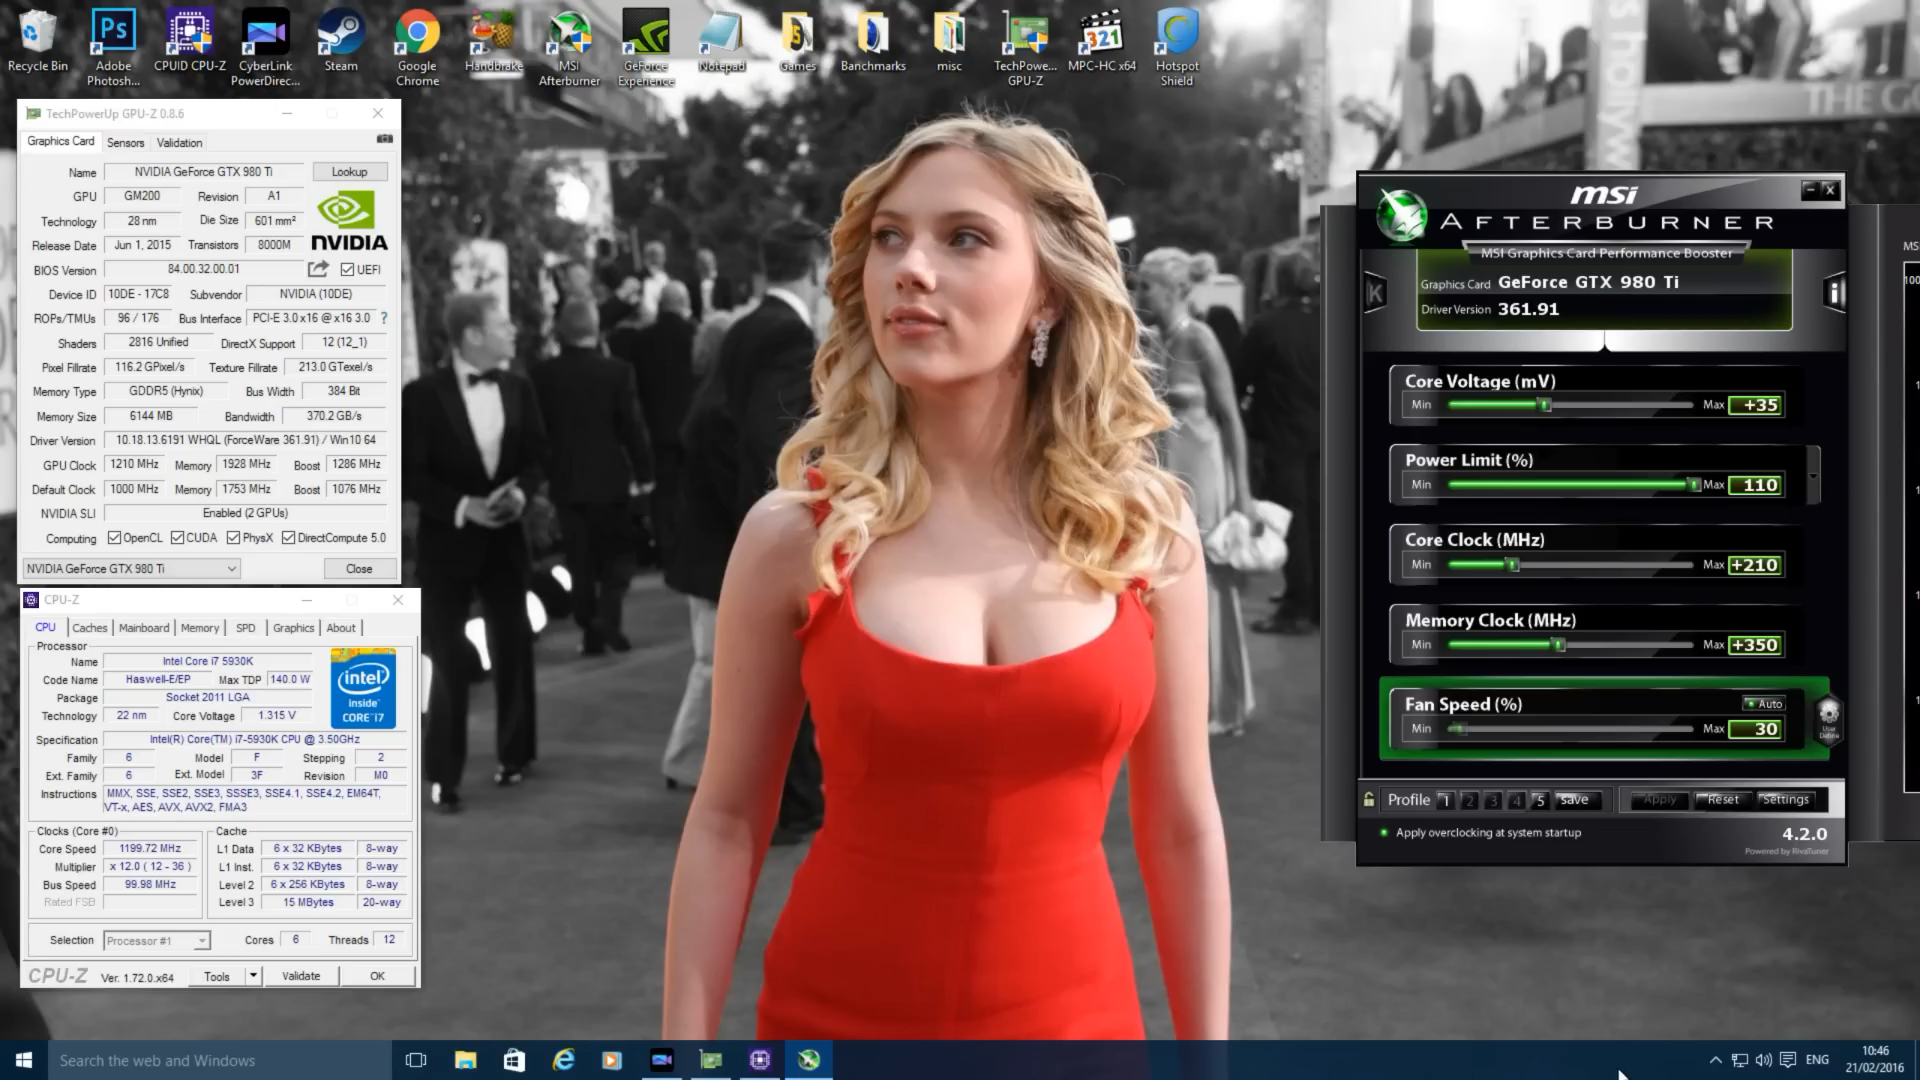 Recycle Bin
Adobe Photosh...
CPUID CPU-Z
CyberLink PowerDirec...
Steam
Google Chrome
Handbrake
MSI Afterburner
GeForce Experience
Notepad
Games
Banchmarks
misc
TechPowe... GPU-Z
MPC-HC x64
Hotspot Shield
Ps
321
THE GO
TechPowerUp GPU-Z 0.8.6
Graphics Card Sensors Validation
Name NVIDIA GeForce GTX 980 Ti Lookup
GPU GM200 Revision A1
Technology 28 nm Die Size 601 mm²
Release Date Jun 1, 2015 Transistors 8000M
NVIDIA
BIOS Version 84.00.32.00.01 UEFI
Device ID 10DE - 17C8 Subvendor NVIDIA (10DE)
ROPs/TMUs 96 / 176 Bus Interface PCI-E 3.0 x16 @ x16 3.0 ?
Shaders 2816 Unified DirectX Support 12 (12_1)
Pixel Fillrate 116.2 GPixel/s Texture Fillrate 213.0 GTexel/s
Memory Type GDDR5 (Hynix) Bus Width 384 Bit
Memory Size 6144 MB Bandwidth 370.2 GB/s
Driver Version 10.18.13.6191 WHQL (ForceWare 361.91) / Win10 64
GPU Clock 1210 MHz Memory 1928 MHz Boost 1286 MHz
Default Clock 1000 MHz Memory 1753 MHz Boost 1076 MHz
NVIDIA SLI Enabled (2 GPUs)
Computing OpenCL CUDA PhysX DirectCompute 5.0
NVIDIA GeForce GTX 980 Ti Close
CPU-Z
CPU Caches Mainboard Memory SPD Graphics About
Processor
Name Intel Core i7 5930K
Code Name Haswell-E/EP Max TDP 140.0 W
Package Socket 2011 LGA
Technology 22 nm Core Voltage 1.315 V
intel inside CORE i7
Specification Intel(R) Core(TM) i7-5930K CPU @ 3.50GHz
Family 6 Model F Stepping 2
Ext. Family 6 Ext. Model 3F Revision M0
Instructions MMX, SSE, SSE2, SSE3, SSSE3, SSE4.1, SSE4.2, EM64T,
VT-x, AES, AVX, AVX2, FMA3
Clocks (Core #0) Cache
Core Speed 1199.72 MHz L1 Data 6 x 32 KBytes 8-way
Multiplier x 12.0 ( 12 - 36 ) L1 Inst. 6 x 32 KBytes 8-way
Bus Speed 99.98 MHz Level 2 6 x 256 KBytes 8-way
Rated FSB Level 3 15 MBytes 20-way
Selection Processor #1 Cores 6 Threads 12
CPU-Z Ver. 1.72.0.x64 Tools Validate OK
msi
AFTERBURNER
MSI Graphics Card Performance Booster
K
Graphics Card GeForce GTX 980 Ti
i
Driver Version 361.91
Core Voltage (mV)
Min Max +35
Power Limit (%)
Min Max 110
Core Clock (MHz)
Min Max +210
Memory Clock (MHz)
Min Max +350
Fan Speed (%) Auto
Min Max 30
User Define
Profile 1 2 3 4 5 save Apply Reset Settings
Apply overclocking at system startup 4.2.0
Powered by RivaTuner
MS
100
Search the web and Windows
ENG
10:46
21/02/2016